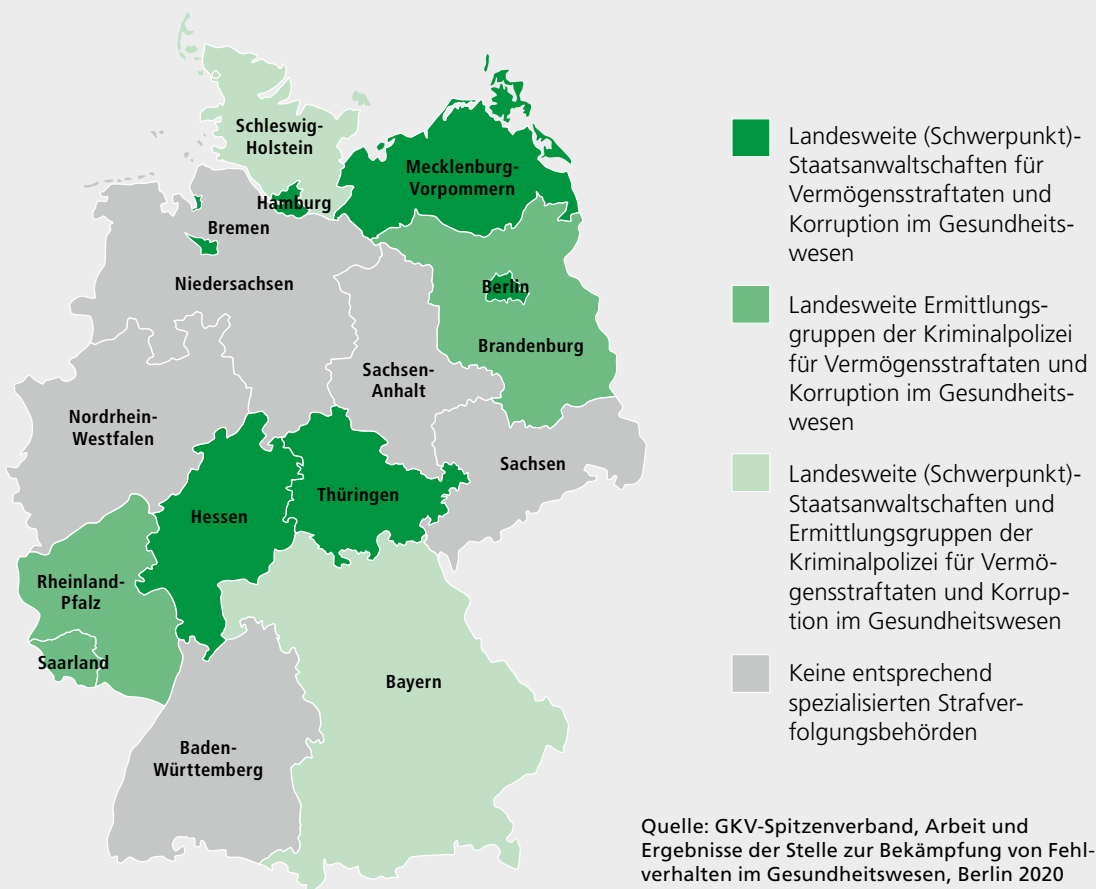 Schleswig-
Holstein
Mecklenburg-
Vorpommern
Hamburg
Bremen
Niedersachsen
Berlin
Brandenburg
Sachsen-
Anhalt
Nordrhein-
Westfalen
Sachsen
Thüringen
Hessen
Rheinland-
Pfalz
Saarland
Bayern
Baden-
Württemberg
Landesweite (Schwerpunkt)-
Staatsanwaltschaften für
Vermögensstraftaten und
Korruption im Gesundheits-
wesen
Landesweite Ermittlungs-
gruppen der Kriminalpolizei
für Vermögensstraftaten und
Korruption im Gesundheits-
wesen
Landesweite (Schwerpunkt)-
Staatsanwaltschaften und
Ermittlungsgruppen der
Kriminalpolizei für Vermö-
gensstraftaten und Korrup-
tion im Gesundheitswesen
Keine entsprechend
spezialisierten Strafver-
folgungsbehörden
Quelle: GKV-Spitzenverband, Arbeit und
Ergebnisse der Stelle zur Bekämpfung von Fehl-
verhalten im Gesundheitswesen, Berlin 2020